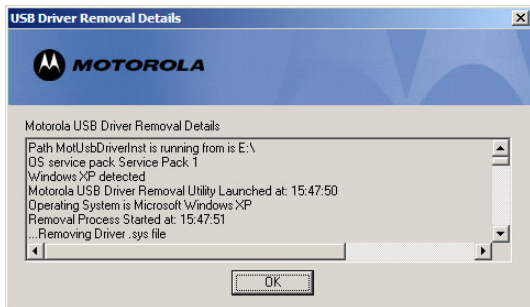 USB Driver Removal Details
MOTOROLA
Motorola USB Driver Removal Details
Path MotUsbDriverInst is running from is E:\
OS service pack Service Pack 1
Windows XP detected
Motorola USB Driver Removal Utility Launched at: 15:47:50
Operating System is Microsoft Windows XP
Removal Process Started at: 15:47:51
...Removing Driver .sys file
OK